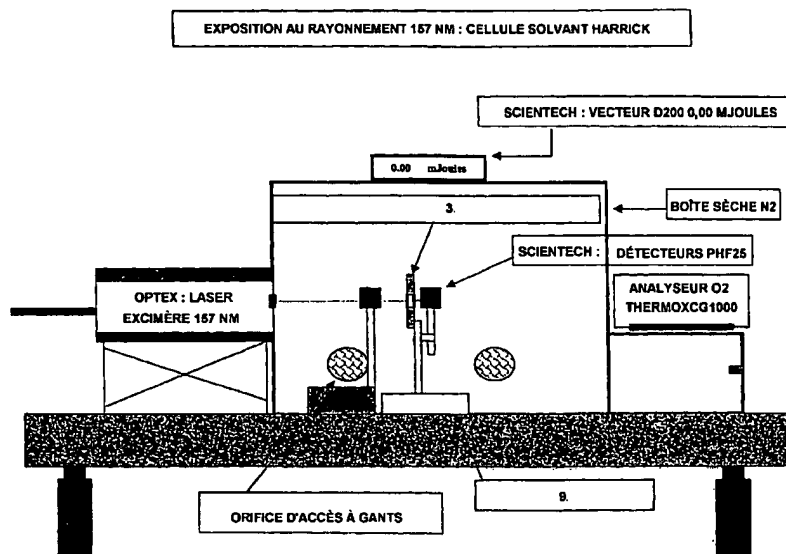 EXPOSITION AU RAYONNEMENT 157 NM : CELLULE SOLVANT HARRICK
SCIENTECH : VECTEUR D200 0,00 MJOULES
0.00 mJoules
3.
BOÎTE SÈCHE N2
SCIENTECH : DÉTECTEURS PHF25
OPTEX : LASER
EXCIMÈRE 157 NM
ANALYSEUR O2
THERMOXCG1000
ORIFICE D'ACCÈS À GANTS
9.